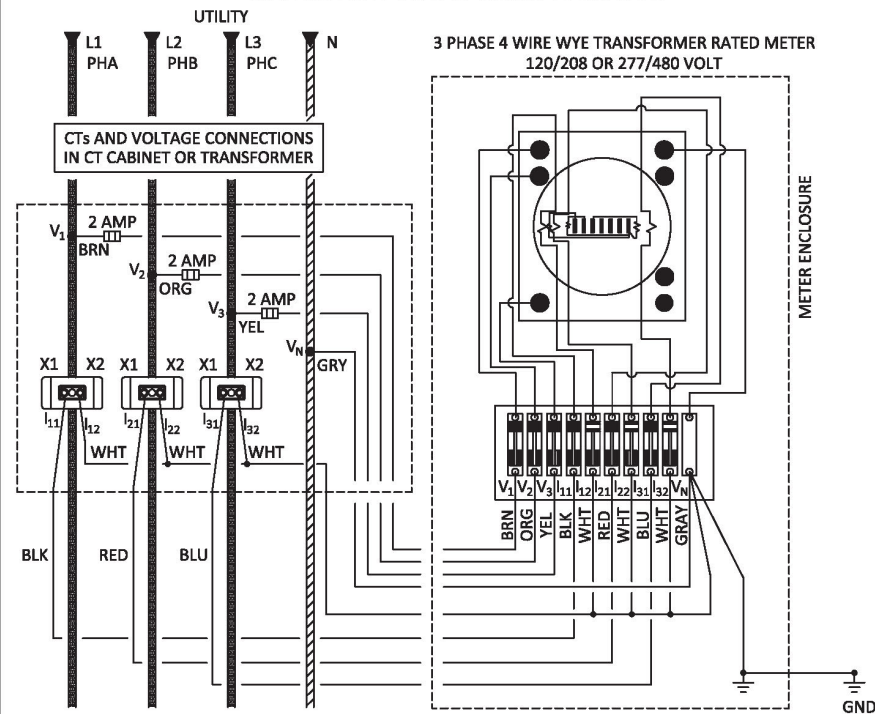 UTILITY
L1
PHA
L2
PHB
L3
PHC
N
3 PHASE 4 WIRE WYE TRANSFORMER RATED METER
120/208 OR 277/480 VOLT
CTs AND VOLTAGE CONNECTIONS
IN CT CABINET OR TRANSFORMER
METER ENCLOSURE
V1 2 AMP
BRN
V2 2 AMP
ORG
V3 2 AMP
YEL
VN
GRY
X1 X2 X1 X2 X1 X2
I11 I12 I21 I22 I31 I32
WHT WHT WHT
V1 V2 V3 I11 I12 I21 I22 I31 I32 VN
BRN
ORG
YEL
BLK
WHT
RED
WHT
BLU
WHT
GRAY
BLK RED BLU
GND